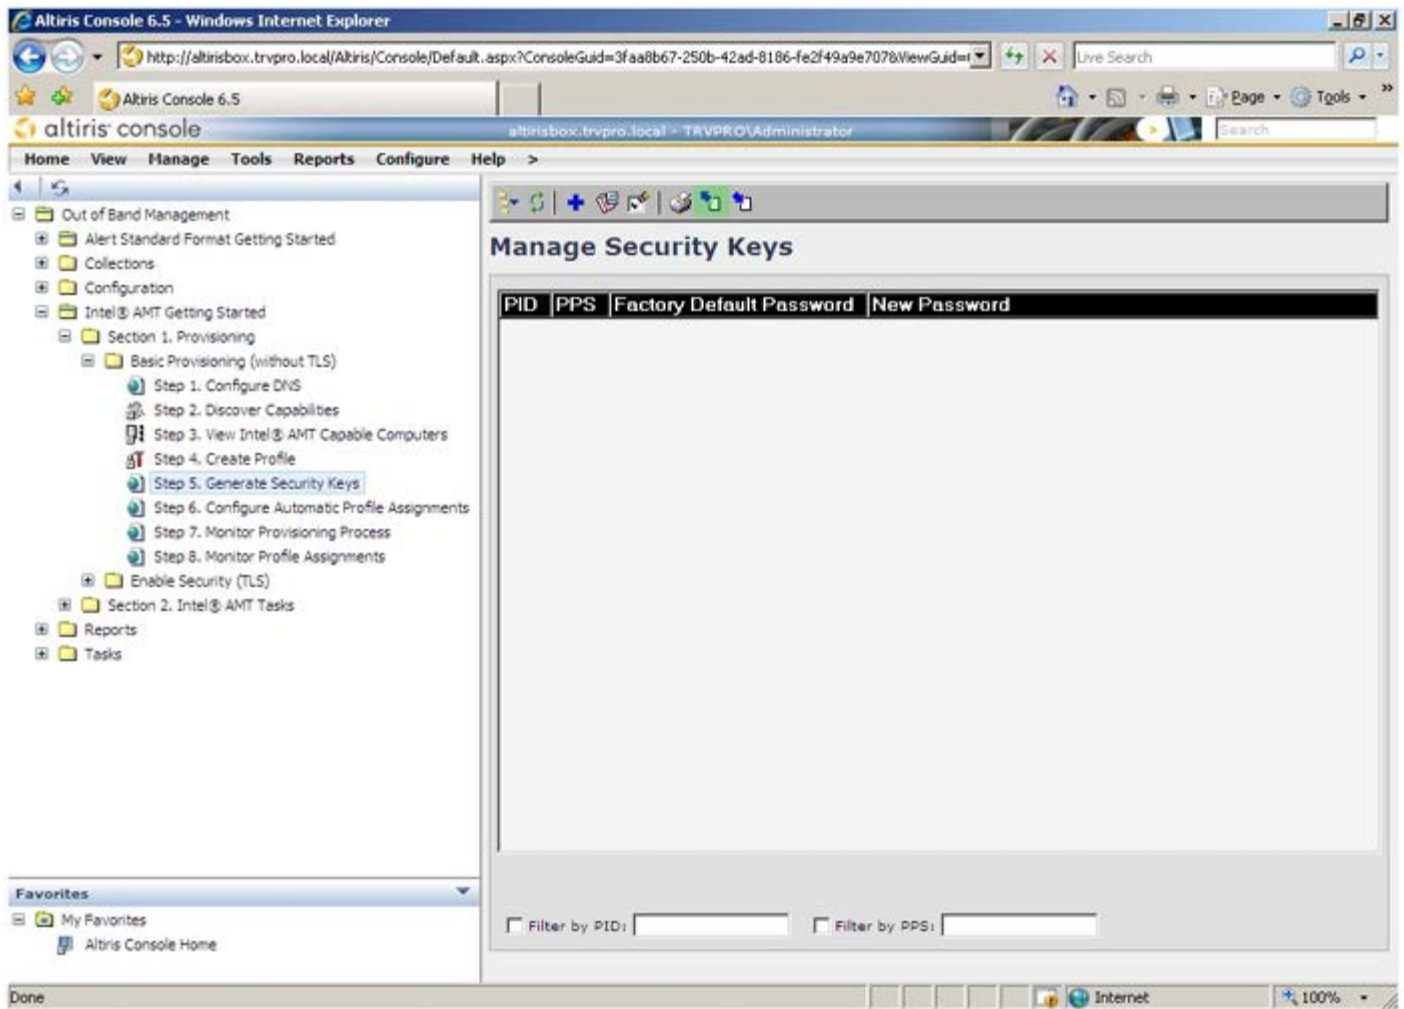 Altiris Console 6.5 - Windows Internet Explorer
http://altirisbox.trvpro.local/Altiris/Console/Default.aspx?ConsoleGuid=3faa8b67-250b-42ad-8186-fe2f49a9e707&ViewGuid=
Live Search
Altiris Console 6.5
Page
Tools
altiris console
altirisbox.trvpro.local - TRVPRO\Administrator
Search
Home View Manage Tools Reports Configure Help >
Out of Band Management
Alert Standard Format Getting Started
Collections
Configuration
Intel® AMT Getting Started
Section 1. Provisioning
Basic Provisioning (without TLS)
Step 1. Configure DNS
Step 2. Discover Capabilities
Step 3. View Intel® AMT Capable Computers
Step 4. Create Profile
Step 5. Generate Security Keys
Step 6. Configure Automatic Profile Assignments
Step 7. Monitor Provisioning Process
Step 8. Monitor Profile Assignments
Enable Security (TLS)
Section 2. Intel® AMT Tasks
Reports
Tasks
Favorites
My Favorites
Altiris Console Home
Manage Security Keys
PID PPS Factory Default Password New Password
Filter by PID: Filter by PPS:
Done
Internet
100%